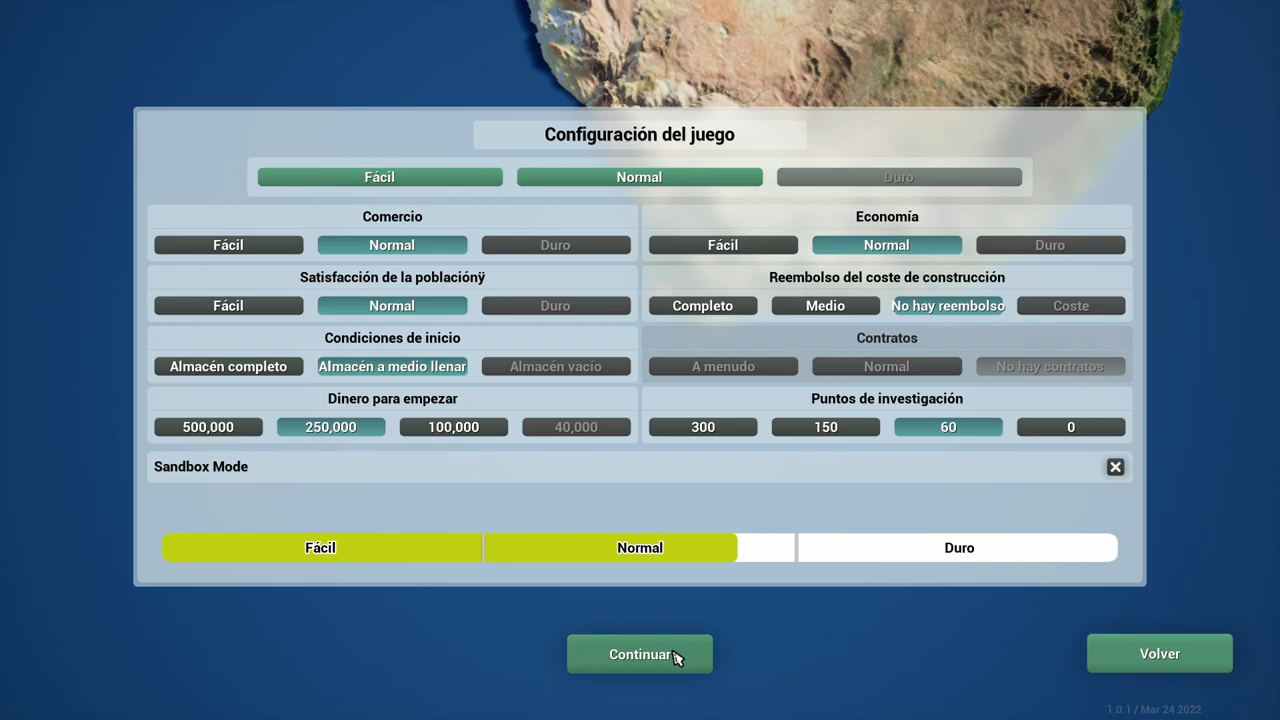 Configuración del juego
Fácil Normal Duro
Comercio
Fácil Normal Duro
Economía
Fácil Normal Duro
Satisfacción de la poblaciónÿ
Fácil Normal Duro
Reembolso del coste de construcción
Completo Medio No hay reembolso Coste
Condiciones de inicio
Almacén completo Almacén a medio llenar Almacén vacío
Contratos
A menudo Normal No hay contratos
Dinero para empezar
500,000 250,000 100,000 40,000
Puntos de investigación
300 150 60 0
Sandbox Mode
Fácil Normal Duro
Continuar
Volver
1.0.1 / Mar 24 2022